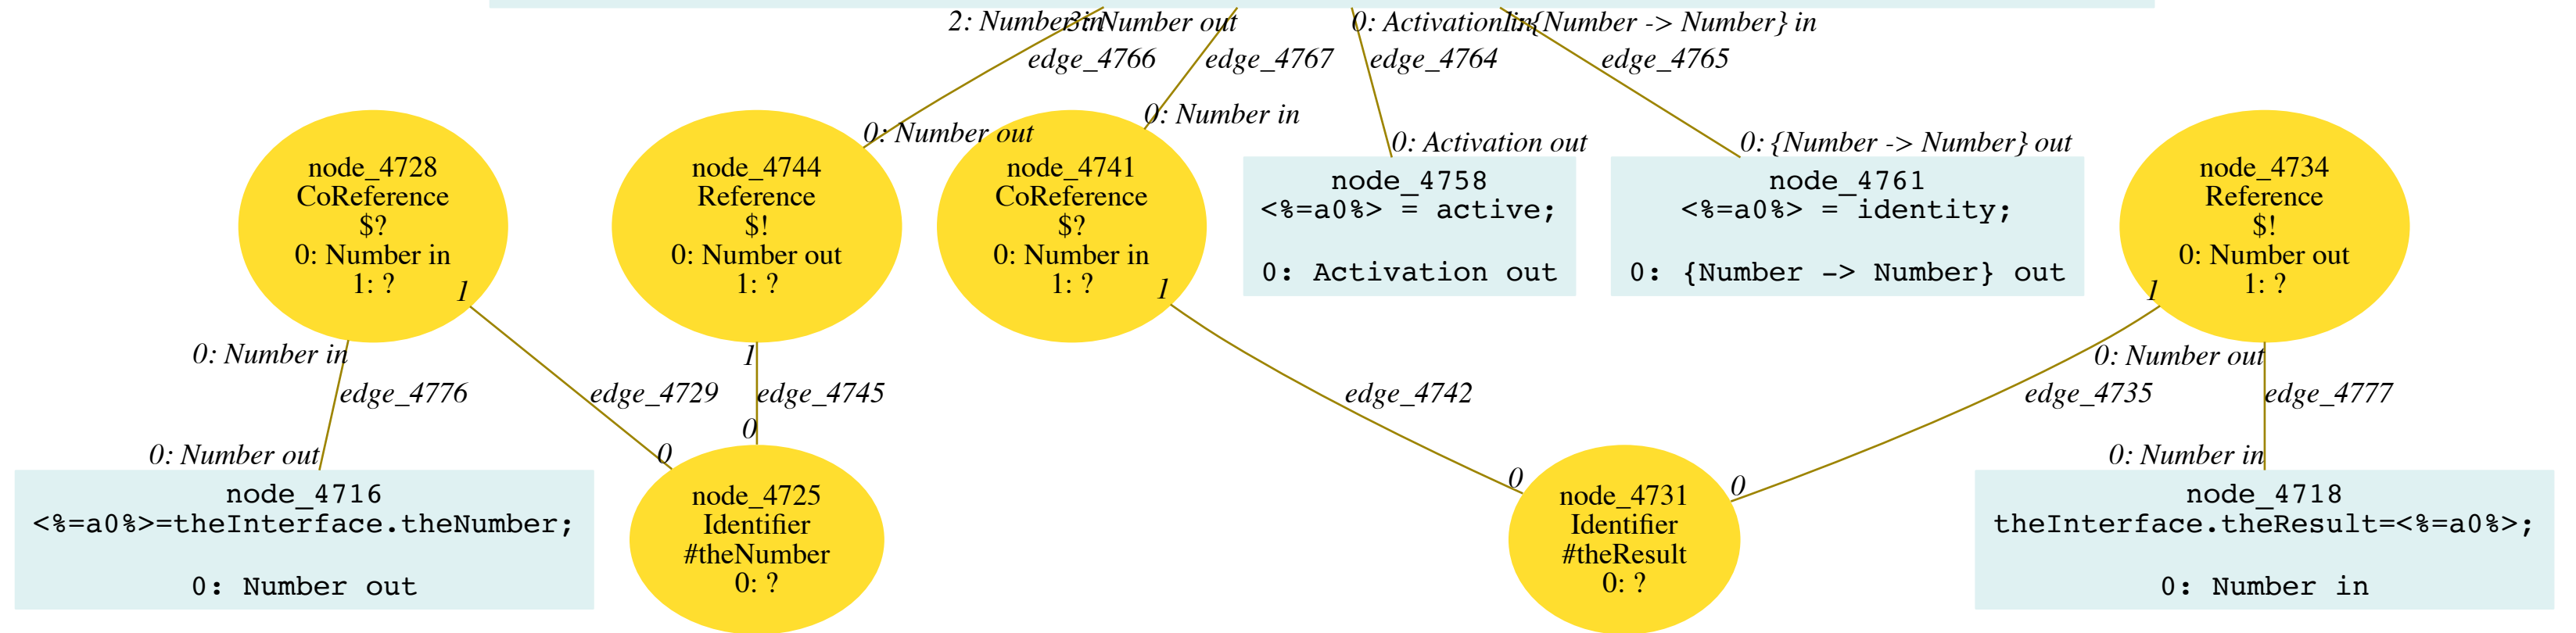 2: Number in
3: Number out
0: Activation in
1: {Number -> Number} in
edge_4766
edge_4767
edge_4764
edge_4765
0: Number out
0: Number in
0: Activation out
0: {Number -> Number} out
node_4728
CoReference
$?
0: Number in
1: ?
1
node_4744
Reference
$!
0: Number out
1: ?
node_4741
CoReference
$?
0: Number in
1: ?
1
node_4758
<%=a0%> = active;
0: Activation out
node_4761
<%=a0%> = identity;
0: {Number -> Number} out
node_4734
Reference
$!
0: Number out
1: ?
1
0: Number in
1
0: Number out
edge_4776
edge_4729
edge_4745
edge_4742
edge_4735
edge_4777
0: Number out
0
0
0
0
0: Number in
node_4716
<%=a0%>=theInterface.theNumber;
0: Number out
node_4725
Identifier
#theNumber
0: ?
node_4731
Identifier
#theResult
0: ?
node_4718
theInterface.theResult=<%=a0%>;
0: Number in